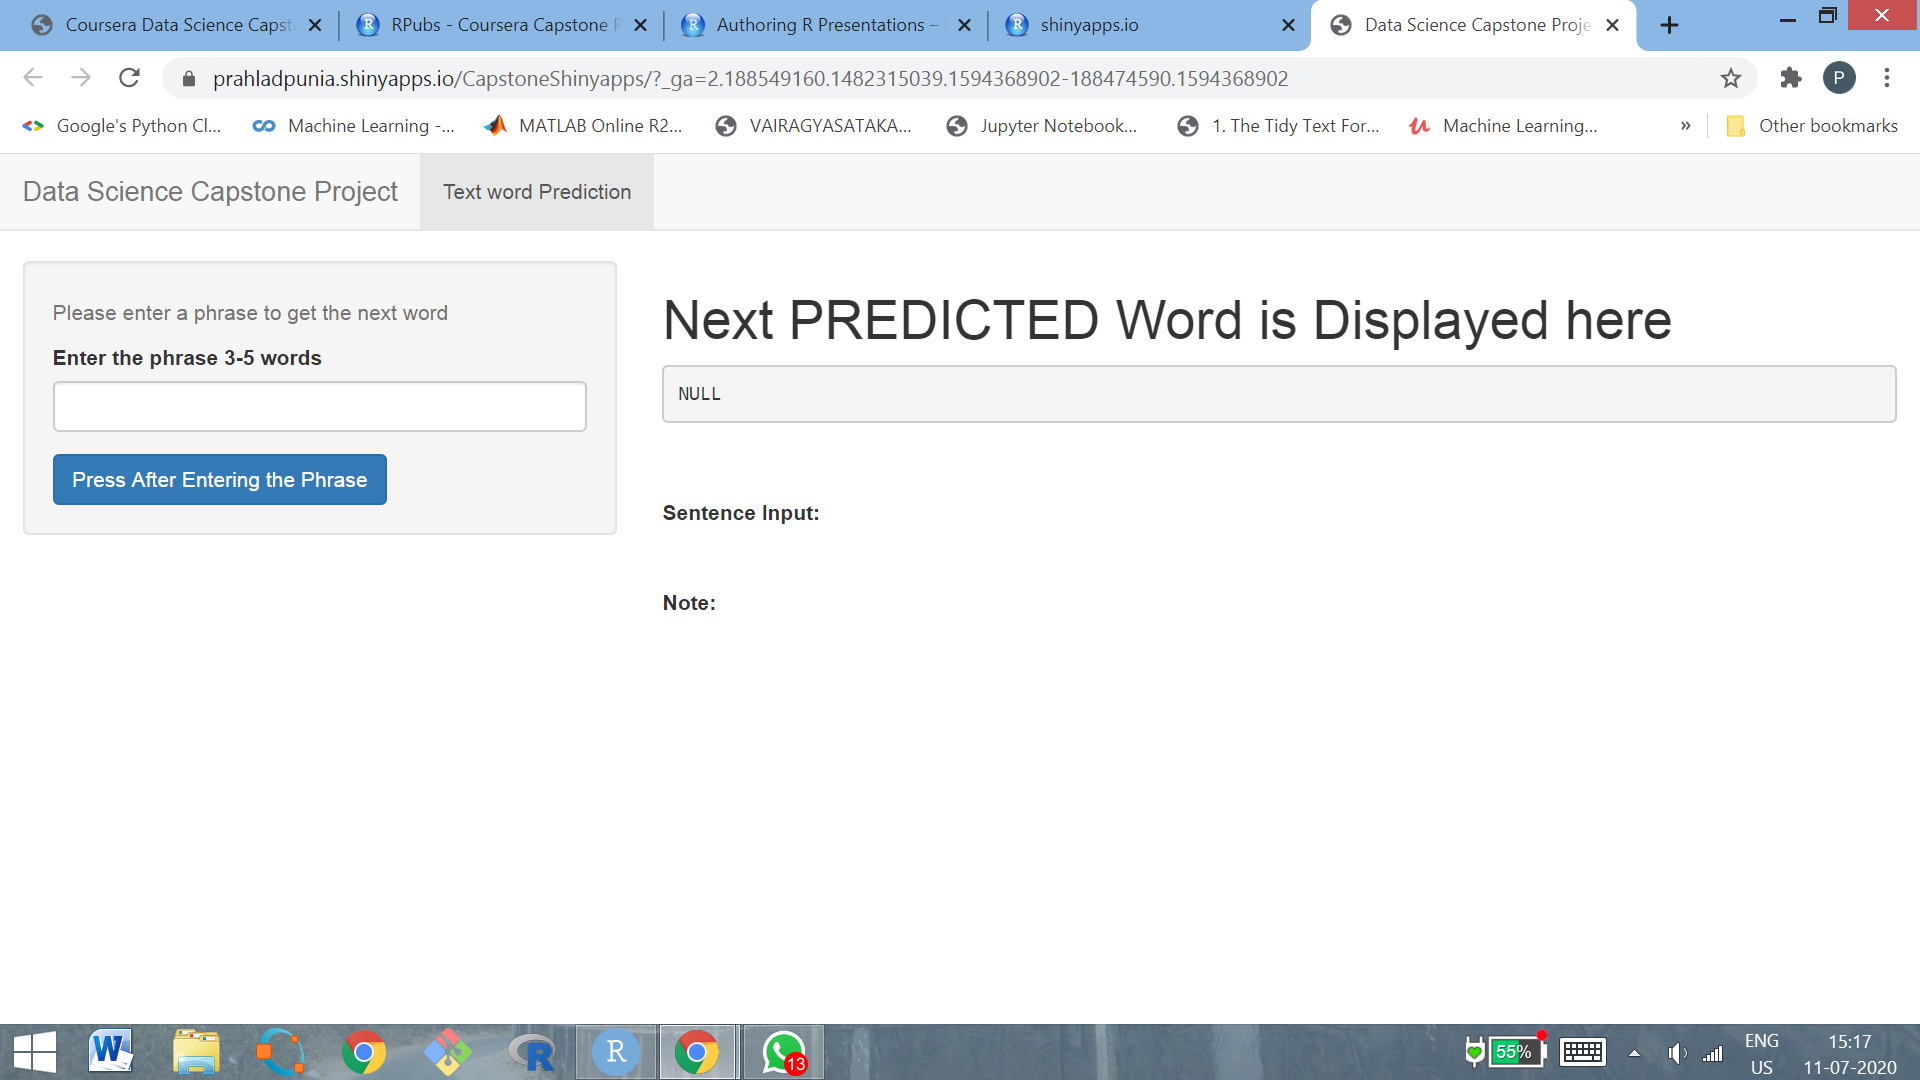 Coursera Data Science Capst
RPubs - Coursera Capstone P
Authoring R Presentations –
shinyapps.io
Data Science Capstone Proje
prahladpunia.shinyapps.io/CapstoneShinyapps/?_ga=2.188549160.1482315039.1594368902-188474590.1594368902
P
Google's Python Cl...
Machine Learning -...
MATLAB Online R2...
VAIRAGYASATAKA...
Jupyter Notebook...
1. The Tidy Text For...
Machine Learning...
»
Other bookmarks
Data Science Capstone Project
Text word Prediction
Please enter a phrase to get the next word
Enter the phrase 3-5 words
Press After Entering the Phrase
Next PREDICTED Word is Displayed here
NULL
Sentence Input:
Note:
13
55%
ENG
US
15:17
11-07-2020